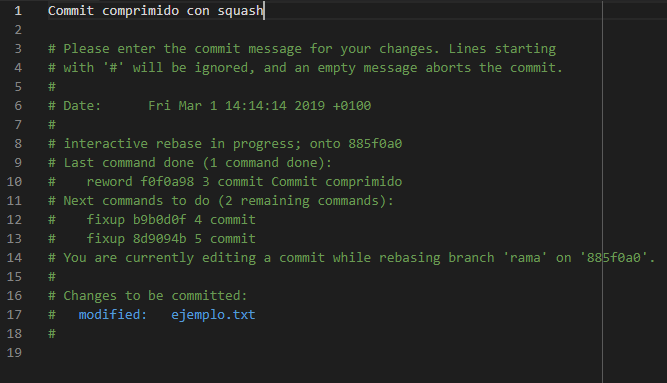 1 Commit comprimido con squash
2
3 # Please enter the commit message for your changes. Lines starting
4 # with '#' will be ignored, and an empty message aborts the commit.
5 #
6 # Date:      Fri Mar 1 14:14:14 2019 +0100
7 #
8 # interactive rebase in progress; onto 885f0a0
9 # Last command done (1 command done):
10 #    reword f0f0a98 3 commit Commit comprimido
11 # Next commands to do (2 remaining commands):
12 #    fixup b9b0d0f 4 commit
13 #    fixup 8d9094b 5 commit
14 # You are currently editing a commit while rebasing branch 'rama' on '885f0a0'.
15 #
16 # Changes to be committed:
17 #   modified:   ejemplo.txt
18 #
19